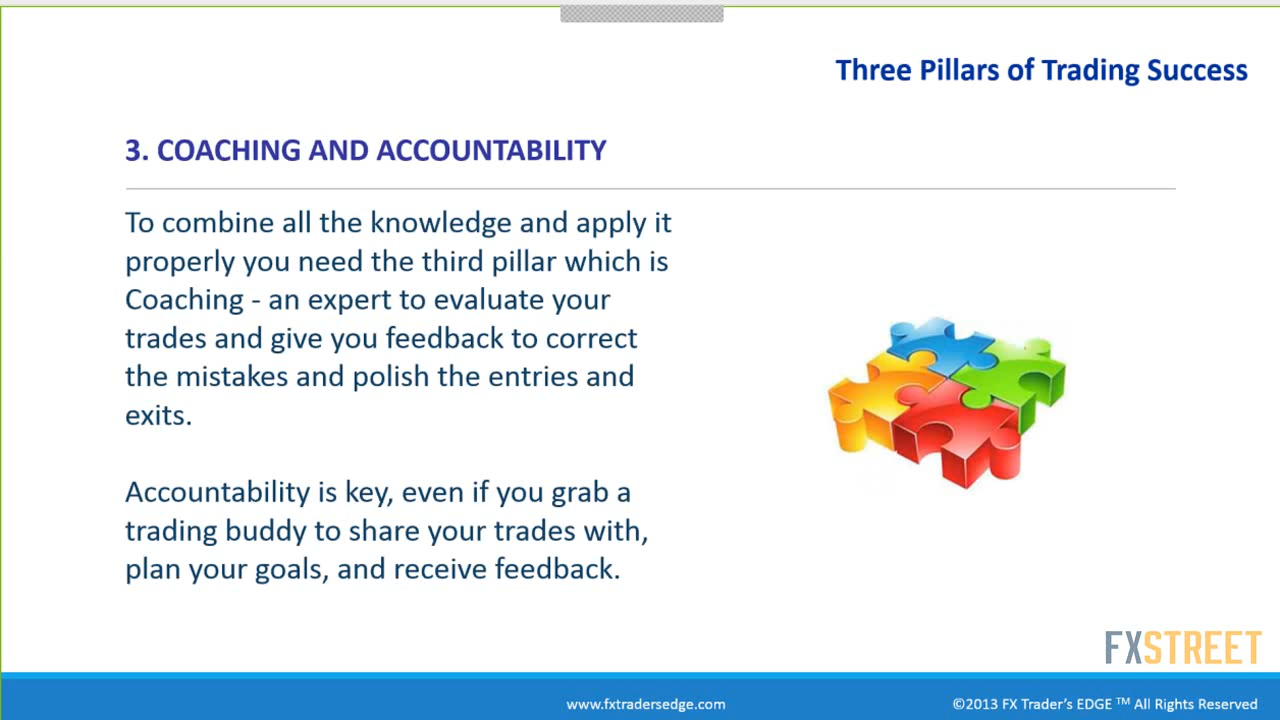 Three Pillars of Trading Success
3. COACHING AND ACCOUNTABILITY
To combine all the knowledge and apply it
properly you need the third pillar which is
Coaching - an expert to evaluate your
trades and give you feedback to correct
the mistakes and polish the entries and
exits.
Accountability is key, even if you grab a
trading buddy to share your trades with,
plan your goals, and receive feedback.
FXSTREET
www.fxtradersedge.com
©2013 FX Trader’s EDGE ™ All Rights Reserved